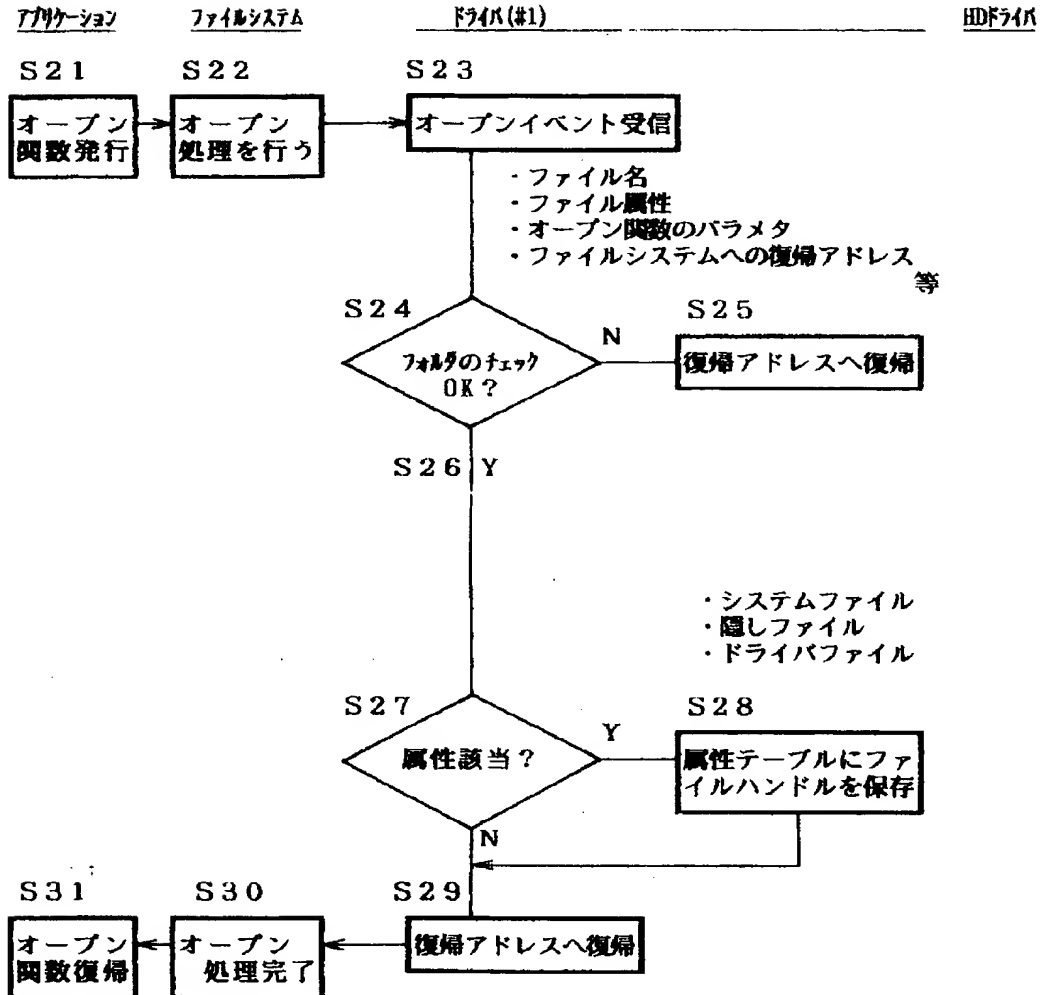 アプリケーション ファイルシステム ドライバ(#1) HDドライバ
S21 S22 S23
オープン
関数発行
オープン
処理を行う
オープンイベント受信
・ファイル名
・ファイル属性
・オープン関数のパラメタ
・ファイルシステムへの復帰アドレス
等
S24
フォルダのチェック
OK?
N
S25
復帰アドレスへ復帰
S26 Y
・システムファイル
・隠しファイル
・ドライバファイル
S27
属性該当?
Y
S28
属性テーブルにファ
イルハンドルを保存
N
S31 S30 S29
オープン
関数復帰
オープン
処理完了
復帰アドレスへ復帰